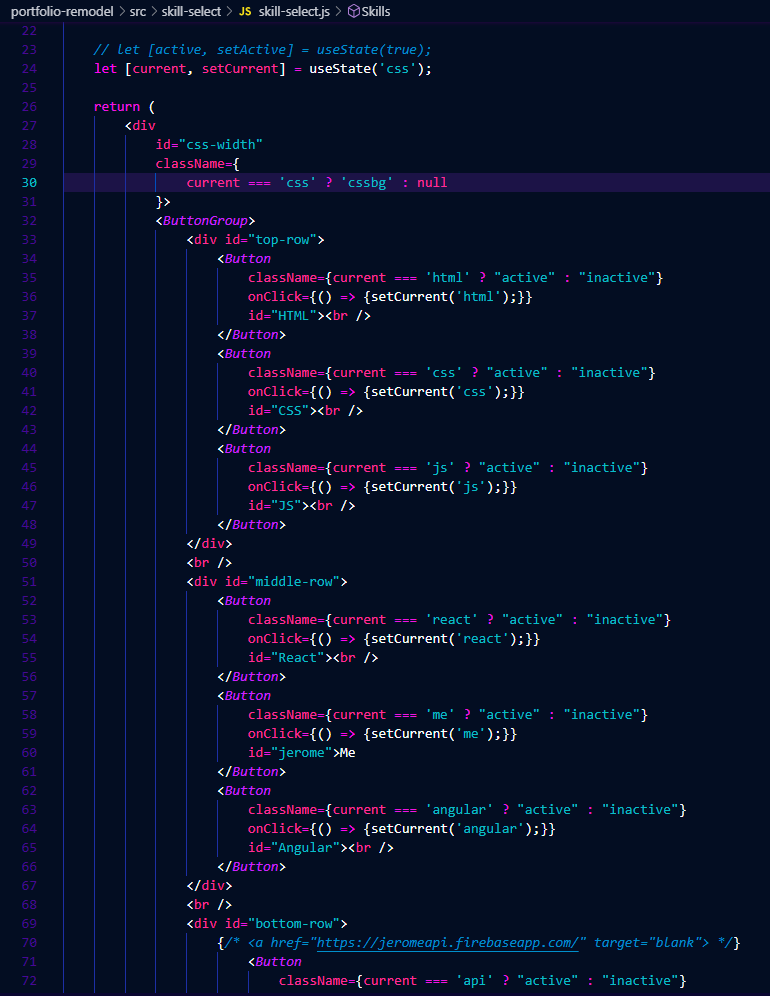 portfolio-remodel > src > skill-select > JS skill-select.js > Skills
22
23 // let [active, setActive] = useState(true);
24 let [current, setCurrent] = useState('css');
25
26 return (
27 <div
28 id="css-width"
29 className={
30 current === 'css' ? 'cssbg' : null
31 }>
32 <ButtonGroup>
33 <div id="top-row">
34 <Button
35 className={current === 'html' ? "active" : "inactive"}
36 onClick={() => {setCurrent('html');}}
37 id="HTML"><br />
38 </Button>
39 <Button
40 className={current === 'css' ? "active" : "inactive"}
41 onClick={() => {setCurrent('css');}}
42 id="CSS"><br />
43 </Button>
44 <Button
45 className={current === 'js' ? "active" : "inactive"}
46 onClick={() => {setCurrent('js');}}
47 id="JS"><br />
48 </Button>
49 </div>
50 <br />
51 <div id="middle-row">
52 <Button
53 className={current === 'react' ? "active" : "inactive"}
54 onClick={() => {setCurrent('react');}}
55 id="React"><br />
56 </Button>
57 <Button
58 className={current === 'me' ? "active" : "inactive"}
59 onClick={() => {setCurrent('me');}}
60 id="jerome">Me
61 </Button>
62 <Button
63 className={current === 'angular' ? "active" : "inactive"}
64 onClick={() => {setCurrent('angular');}}
65 id="Angular"><br />
66 </Button>
67 </div>
68 <br />
69 <div id="bottom-row">
70 {/* <a href="https://jeromeapi.firebaseapp.com/" target="blank"> */}
71 <Button
72 className={current === 'api' ? "active" : "inactive"}